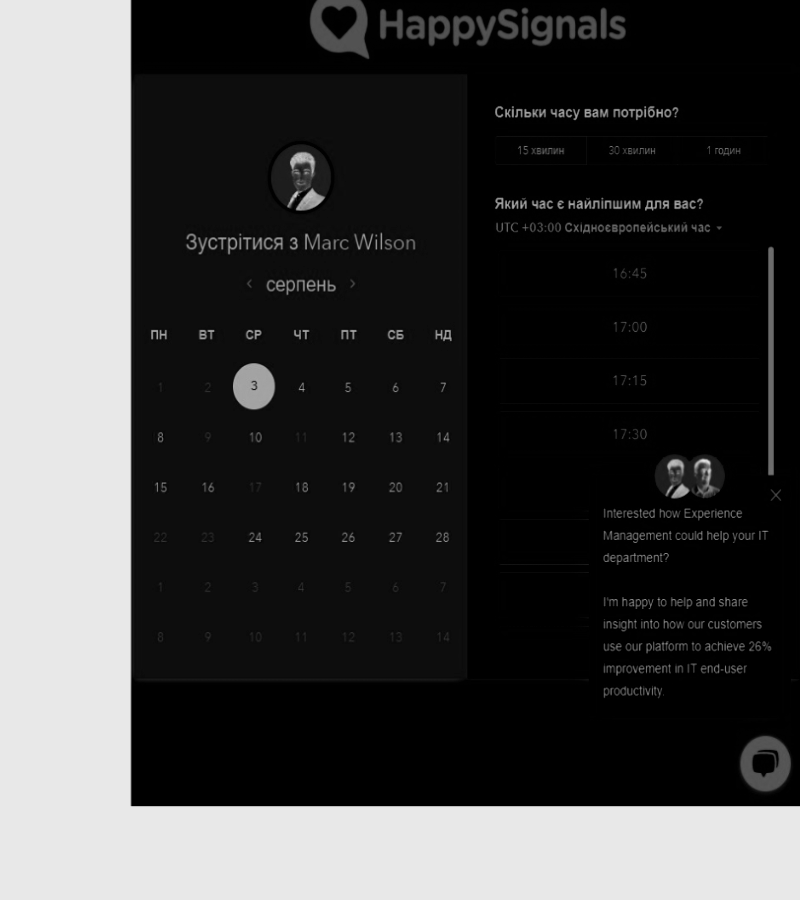 HappySignals
Зустрітися з Marc Wilson
серпень
ПН ВТ СР ЧТ ПТ СБ НД
1 2 3 4 5 6 7
8 9 10 11 12 13 14
15 16 17 18 19 20 21
22 23 24 25 26 27 28
1 2 3 4 5 6 7
8 9 10 11 12 13 14
Скільки часу вам потрібно?
15 хвилин 30 хвилин 1 годин
Який час є найліпшим для вас?
UTC +03:00 Східноєвропейський час
16:45
17:00
17:15
17:30
Interested how Experience
Management could help your IT
department?
I'm happy to help and share
insight into how our customers
use our platform to achieve 26%
improvement in IT end-user
productivity.